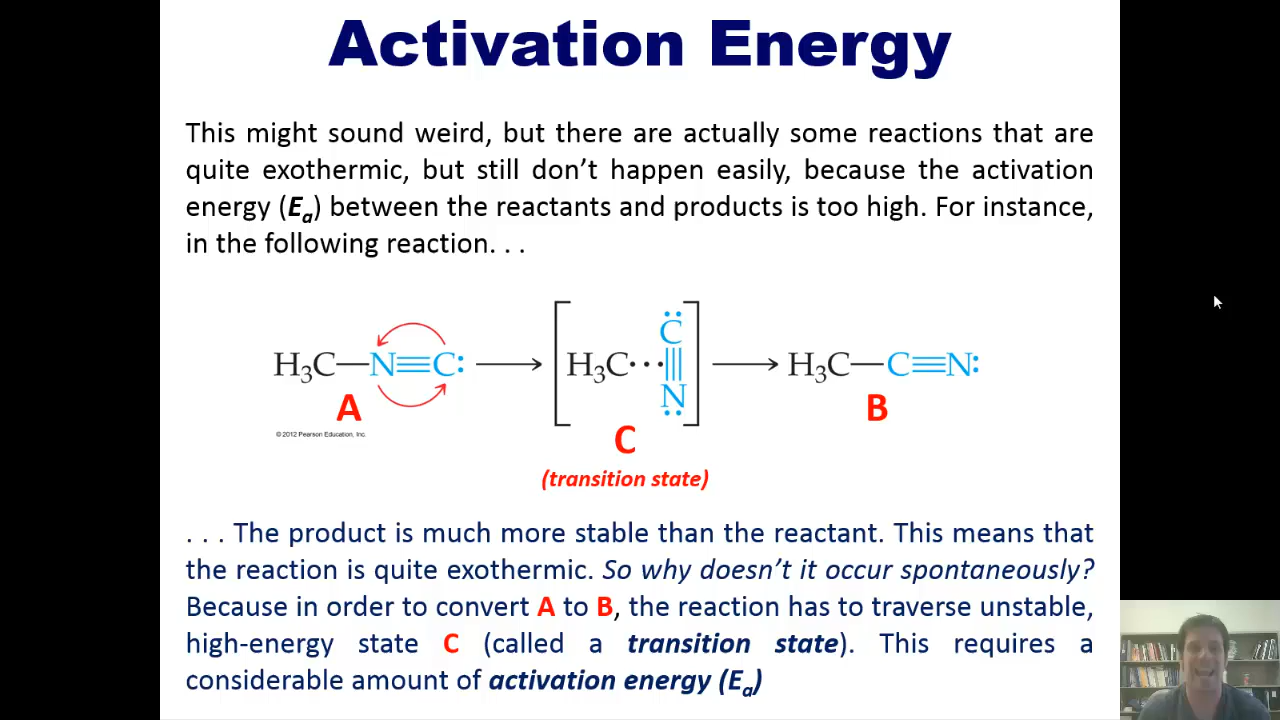 Activation Energy
This might sound weird, but there are actually some reactions that are
quite exothermic, but still don't happen easily, because the activation
energy (Ea) between the reactants and products is too high. For instance,
in the following reaction. . .
H3C—N≡C: → [H3C···C≡N] → H3C—C≡N:
A
C
B
© 2012 Pearson Education, Inc.
(transition state)
. . . The product is much more stable than the reactant. This means that
the reaction is quite exothermic. So why doesn't it occur spontaneously?
Because in order to convert A to B, the reaction has to traverse unstable,
high-energy state C (called a transition state). This requires a
considerable amount of activation energy (Ea)